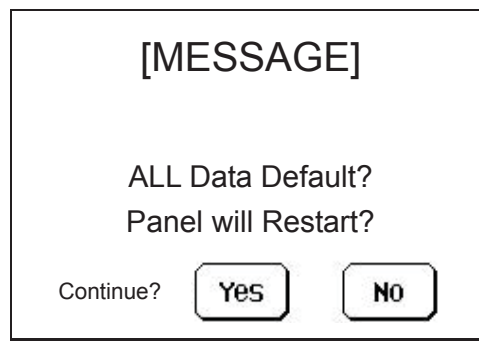 [MESSAGE]
ALL Data Default?
Panel will Restart?
Continue? Yes No